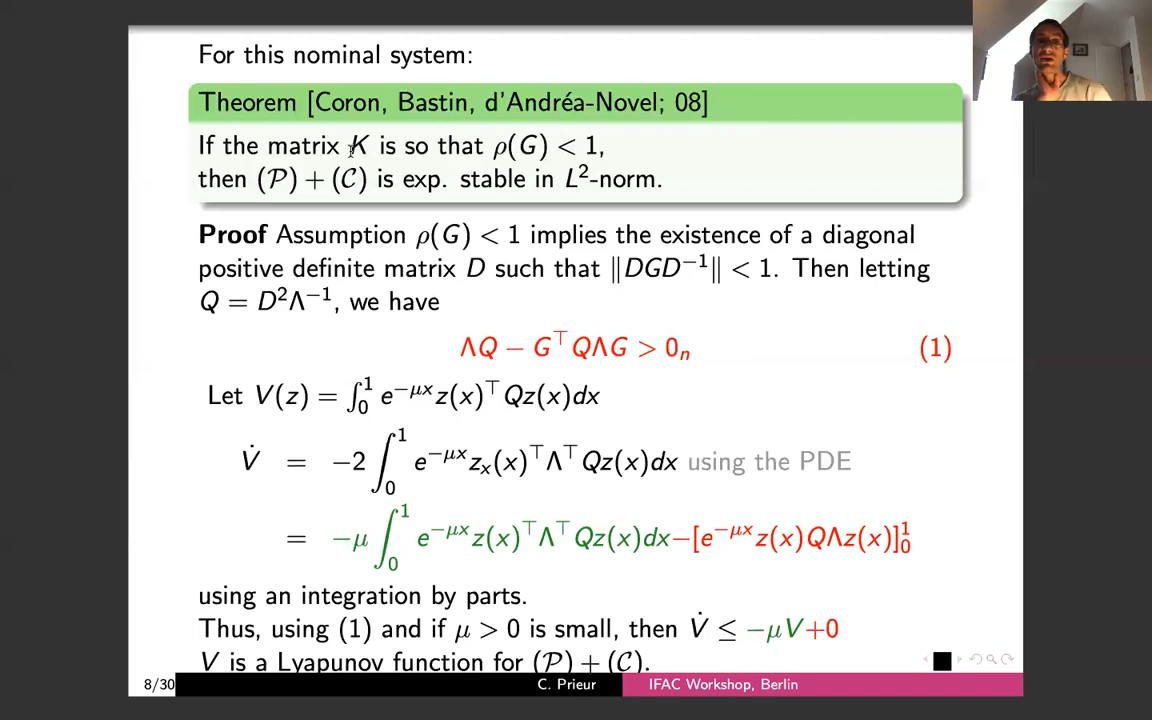 For this nominal system:
Theorem [Coron, Bastin, d'Andréa-Novel; 08]
If the matrix K is so that ρ(G) < 1,
then (𝒫) + (𝒞) is exp. stable in L²-norm.
Proof Assumption ρ(G) < 1 implies the existence of a diagonal
positive definite matrix D such that ‖DGD⁻¹‖ < 1. Then letting
Q = D²Λ⁻¹, we have
ΛQ − G⊤QΛG > 0ₙ (1)
Let V(z) = ∫₀¹ e^{−μx} z(x)⊤Qz(x)dx
V̇ = −2 ∫₀¹ e^{−μx} zₓ(x)⊤Λ⊤Qz(x)dx using the PDE
= −μ ∫₀¹ e^{−μx} z(x)⊤Λ⊤Qz(x)dx−[e^{−μx} z(x)QΛz(x)]₀¹
using an integration by parts.
Thus, using (1) and if μ > 0 is small, then V̇ ≤ −μV+0
V is a Lyapunov function for (𝒫) + (𝒞).
8/30 C. Prieur IFAC Workshop, Berlin